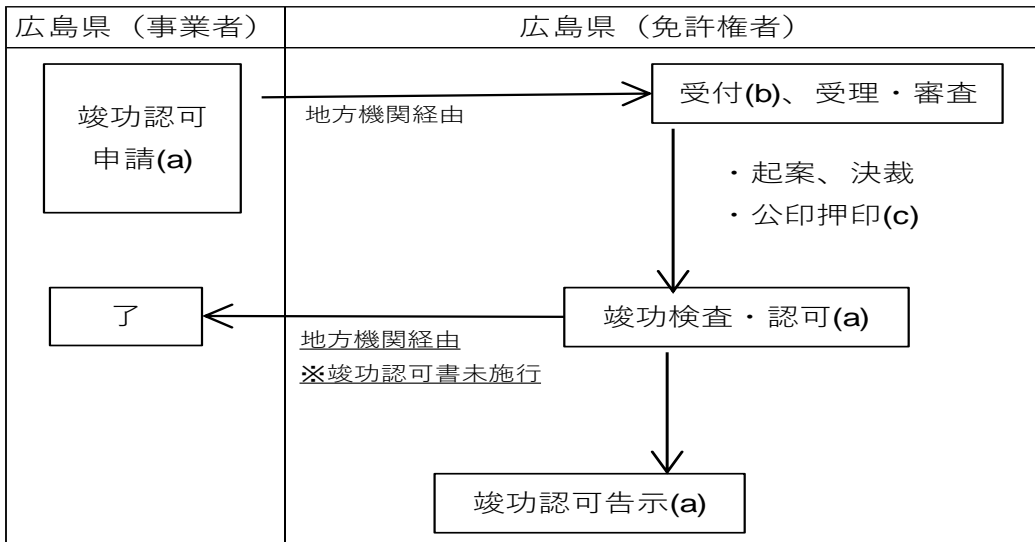 広島県（事業者）
広島県（免許権者）
竣功認可
申請(a)
地方機関経由
受付(b)、受理・審査
・起案、決裁
・公印押印(c)
了
地方機関経由
※竣功認可書未施行
竣功検査・認可(a)
竣功認可告示(a)